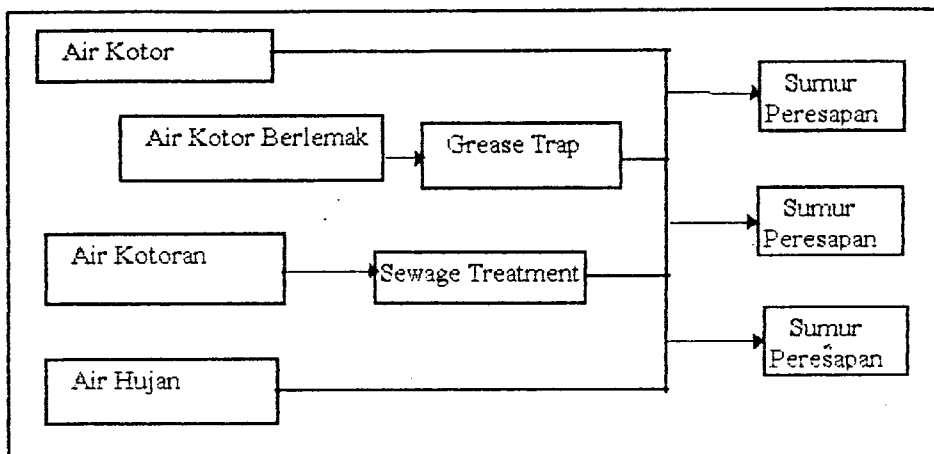 Air Kotor
Sumur
Peresapan
Air Kotor Berlemak
Grease Trap
Sumur
Peresapan
Air Kotoran
Sewage Treatment
Sumur
Peresapan
Air Hujan